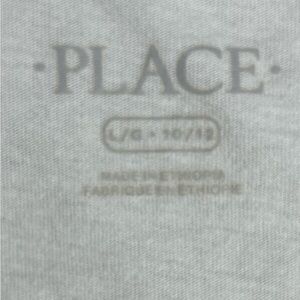 ·PLACE·
L/G · 10/12
MADE IN ETHIOPIA
FABRIQUE EN ETHIOPIE